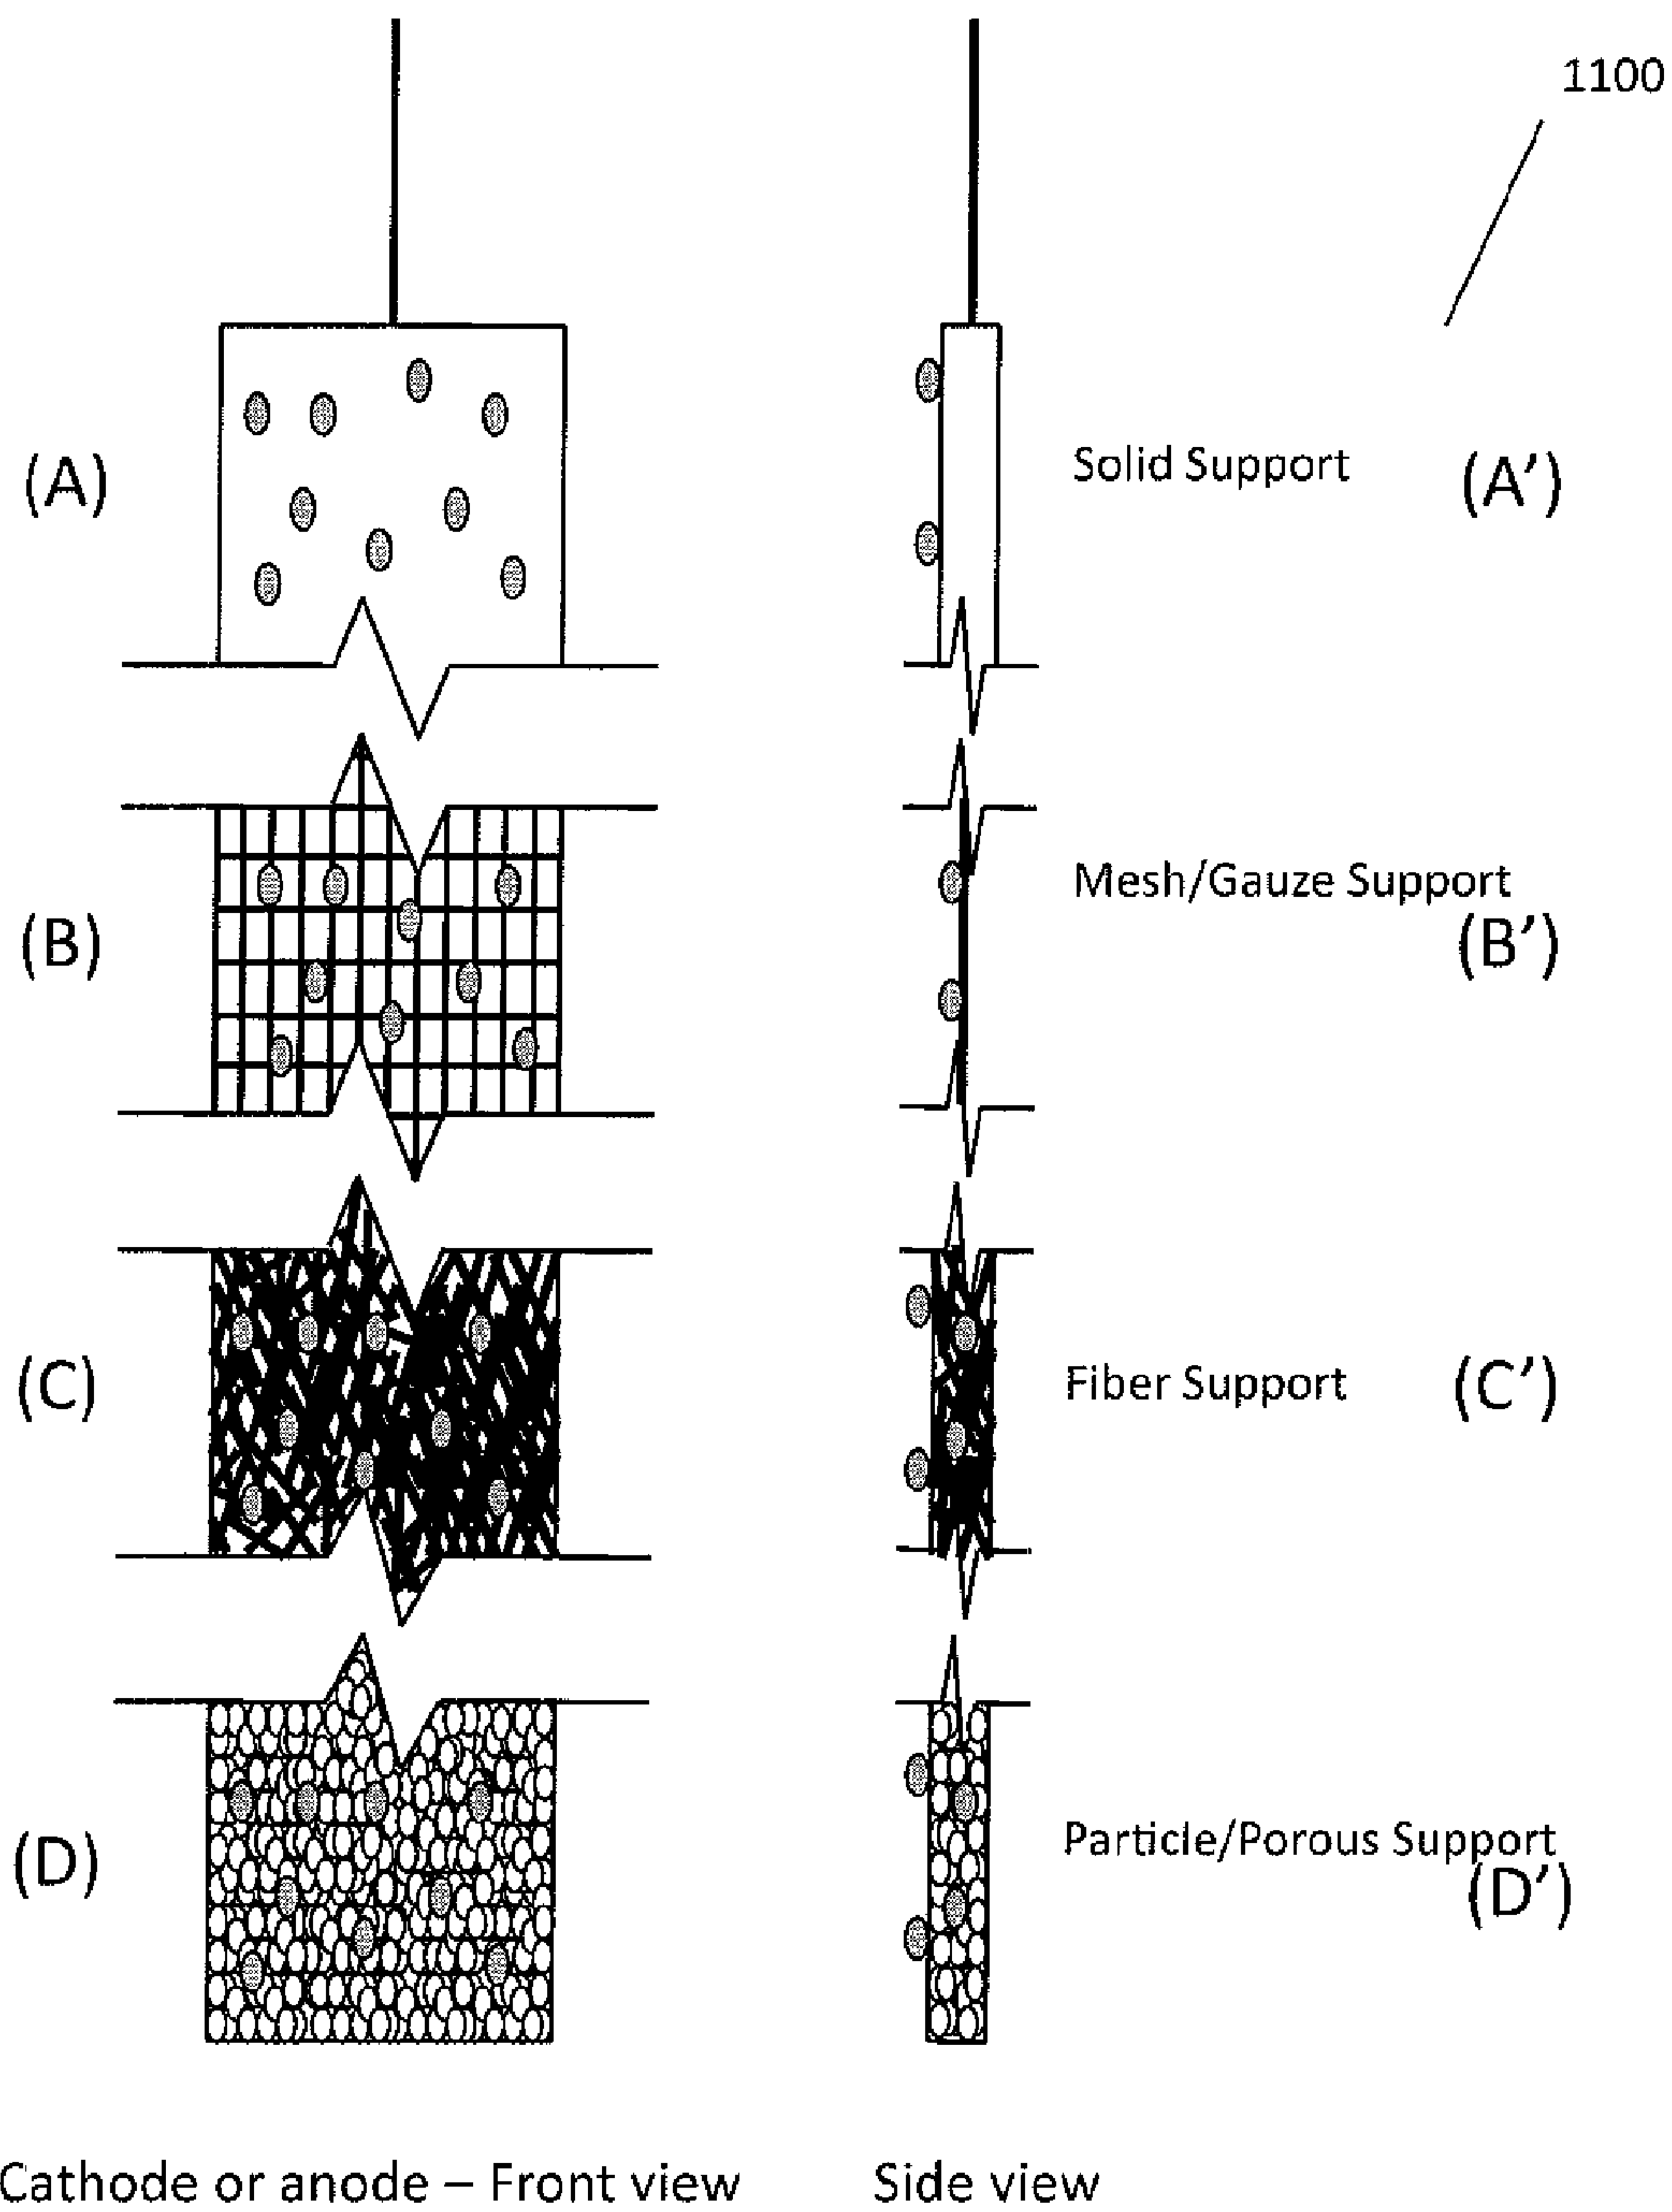 1100
(A)
Solid Support
(A’)
(B)
Mesh/Gauze Support
(B’)
(C)
Fiber Support
(C’)
(D)
Particle/Porous Support
(D’)
Cathode or anode – Front view
Side view